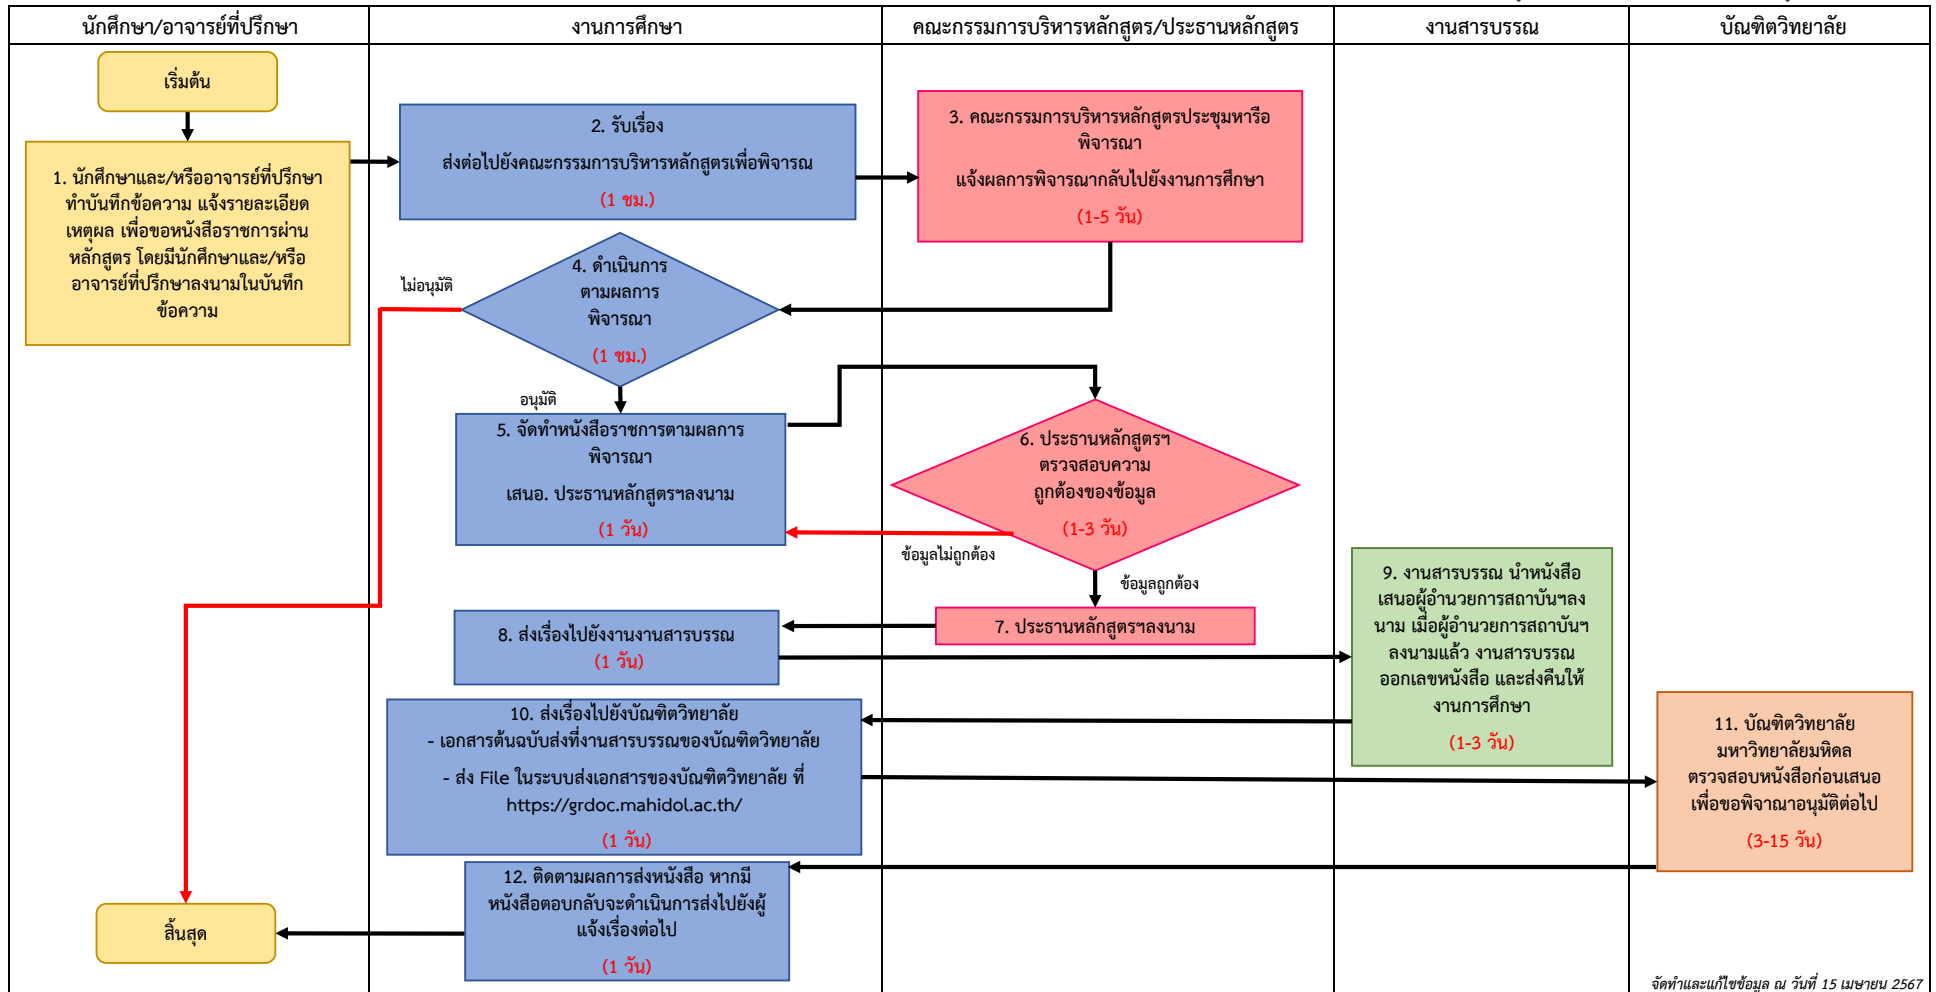 นักศึกษา/อาจารย์ที่ปรึกษา
งานการศึกษา
คณะกรรมการบริหารหลักสูตร/ประธานหลักสูตร
งานสารบรรณ
บัณฑิตวิทยาลัย
เริ่มต้น
1. นักศึกษาและ/หรืออาจารย์ที่ปรึกษา
ทำบันทึกข้อความ แจ้งรายละเอียด
เหตุผล เพื่อขอหนังสือราชการผ่าน
หลักสูตร โดยมีนักศึกษาและ/หรือ
อาจารย์ที่ปรึกษาลงนามในบันทึก
ข้อความ
2. รับเรื่อง
ส่งต่อไปยังคณะกรรมการบริหารหลักสูตรเพื่อพิจารณ
(1 ชม.)
3. คณะกรรมการบริหารหลักสูตรประชุมหารือ
พิจารณา
แจ้งผลการพิจารณากลับไปยังงานการศึกษา
(1-5 วัน)
4. ดำเนินการ
ตามผลการ
พิจารณา
(1 ชม.)
ไม่อนุมัติ
อนุมัติ
5. จัดทำหนังสือราชการตามผลการ
พิจารณา
เสนอ. ประธานหลักสูตรฯลงนาม
(1 วัน)
6. ประธานหลักสูตรฯ
ตรวจสอบความ
ถูกต้องของข้อมูล
(1-3 วัน)
ข้อมูลไม่ถูกต้อง
ข้อมูลถูกต้อง
7. ประธานหลักสูตรฯลงนาม
8. ส่งเรื่องไปยังงานงานสารบรรณ
(1 วัน)
9. งานสารบรรณ นำหนังสือ
เสนอผู้อำนวยการสถาบันฯลง
นาม เมื่อผู้อำนวยการสถาบันฯ
ลงนามแล้ว งานสารบรรณ
ออกเลขหนังสือ และส่งคืนให้
งานการศึกษา
(1-3 วัน)
10. ส่งเรื่องไปยังบัณฑิตวิทยาลัย
- เอกสารต้นฉบับส่งที่งานสารบรรณของบัณฑิตวิทยาลัย
- ส่ง File ในระบบส่งเอกสารของบัณฑิตวิทยาลัย ที่
https://grdoc.mahidol.ac.th/
(1 วัน)
11. บัณฑิตวิทยาลัย
มหาวิทยาลัยมหิดล
ตรวจสอบหนังสือก่อนเสนอ
เพื่อขอพิจาณาอนุมัติต่อไป
(3-15 วัน)
12. ติดตามผลการส่งหนังสือ หากมี
หนังสือตอบกลับจะดำเนินการส่งไปยังผู้
แจ้งเรื่องต่อไป
(1 วัน)
สิ้นสุด
จัดทำและแก้ไขข้อมูล ณ วันที่ 15 เมษายน 2567